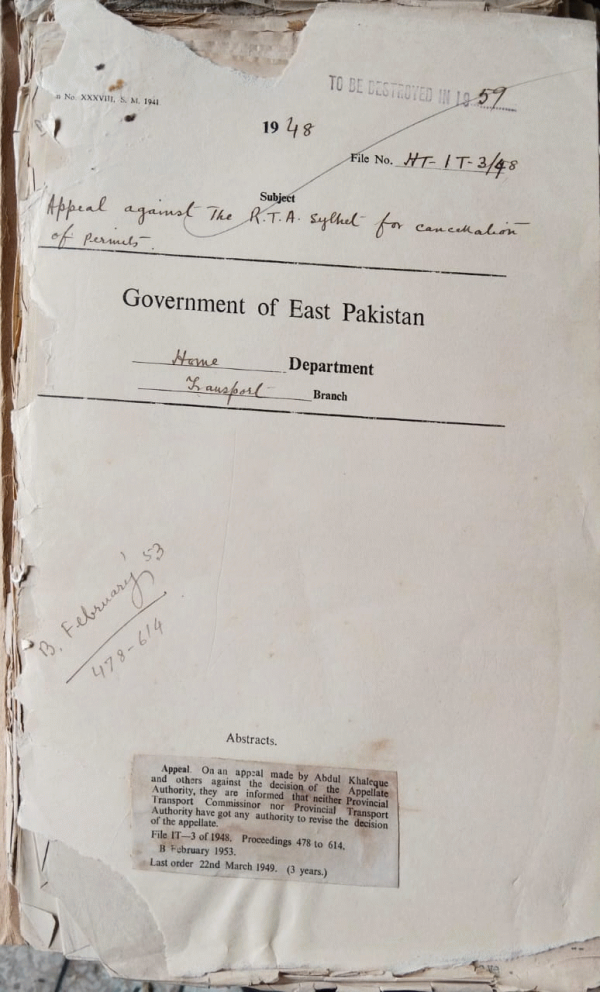 No. XXXVIII, S. M. 1941
TO BE DESTROYED IN 19 59
1948
File No. HT-1T-3/48
Subject
Appeal against The R.T.A. Sylhet for cancellation
of Permits.
Government of East Pakistan
Home Department
Transport Branch
B. February' 53
478-614
Abstracts.
Appeal. On an appeal made by Abdul Khaleque
and others against the decision of the Appellate
Authority, they are informed that neither Provincial
Transport Commissinor nor Provincial Transport
Authority have got any authority to revise the decision
of the appellate.
File IT—3 of 1948. Proceedings 478 to 614.
B February 1953.
Last order 22nd March 1949. (3 years.)